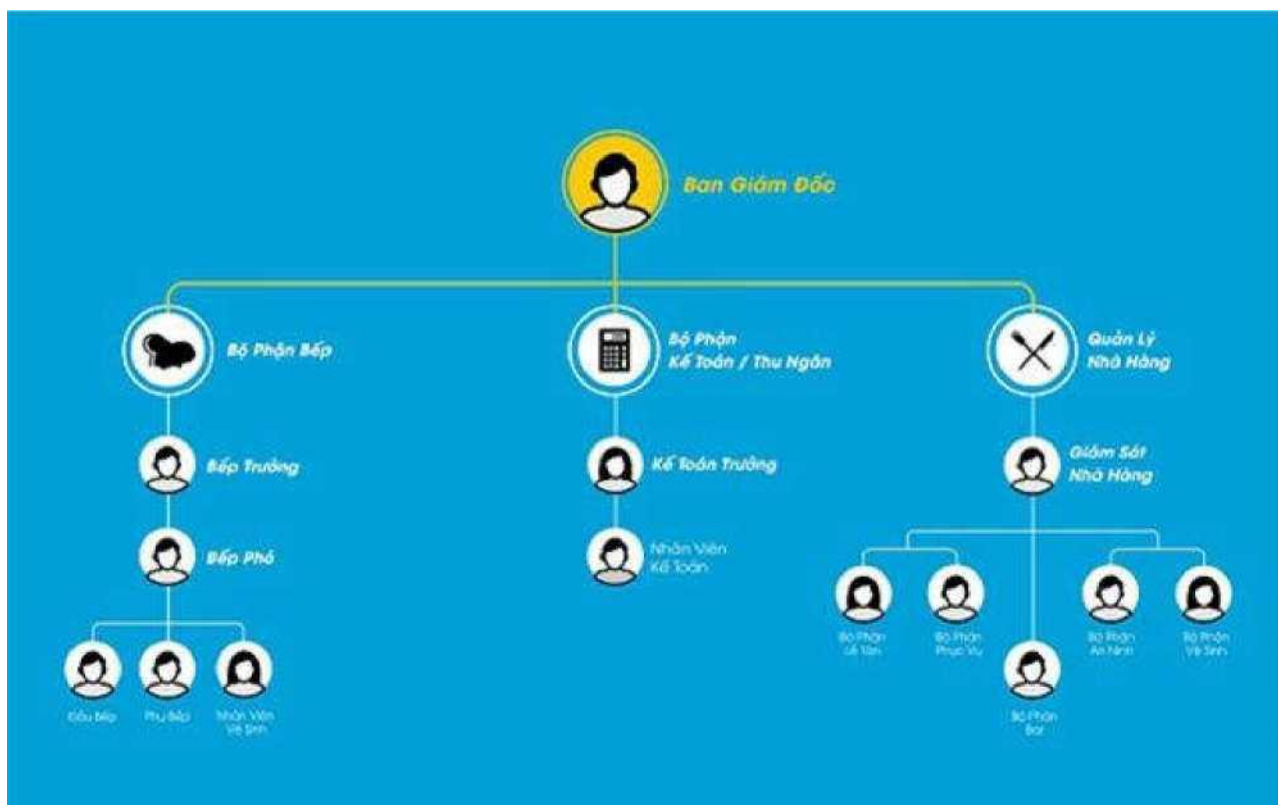 Ban Giám Đốc
Bộ Phận Bếp
Bộ Phận
Kế Toán / Thu Ngân
Quản Lý
Nhà Hàng
Bếp Trưởng
Kế Toán Trưởng
Giám Sát
Nhà Hàng
Bếp Phó
Nhân Viên
Kế Toán
Bộ Phận
Lễ Tân
Bộ Phận
Phục Vụ
Bộ Phận
An Ninh
Bộ Phận
Vệ Sinh
Đầu Bếp
Phụ Bếp
Nhân Viên
Vệ Sinh
Bộ Phận
Bar